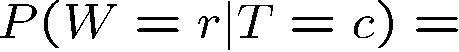 P(W = r|T = c) =